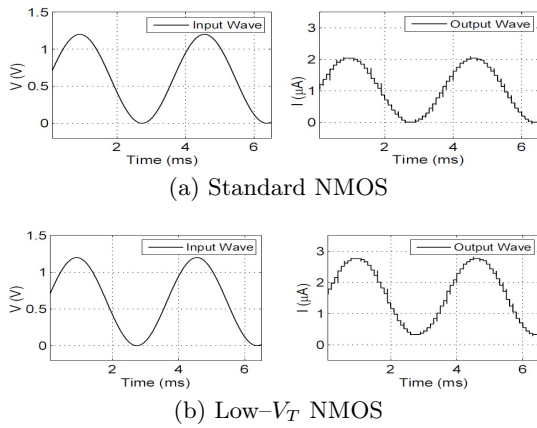 1.5
1
0.5
0
V (V)
2 4 6
Time (ms)
Input Wave
3
2
1
0
I (μA)
2 4 6
Time (ms)
Output Wave
(a) Standard NMOS
1.5
1
0.5
0
V (V)
2 4 6
Time (ms)
Input Wave
3
2
1
0
I (μA)
2 4 6
Time (ms)
Output Wave
(b) Low–V_T NMOS